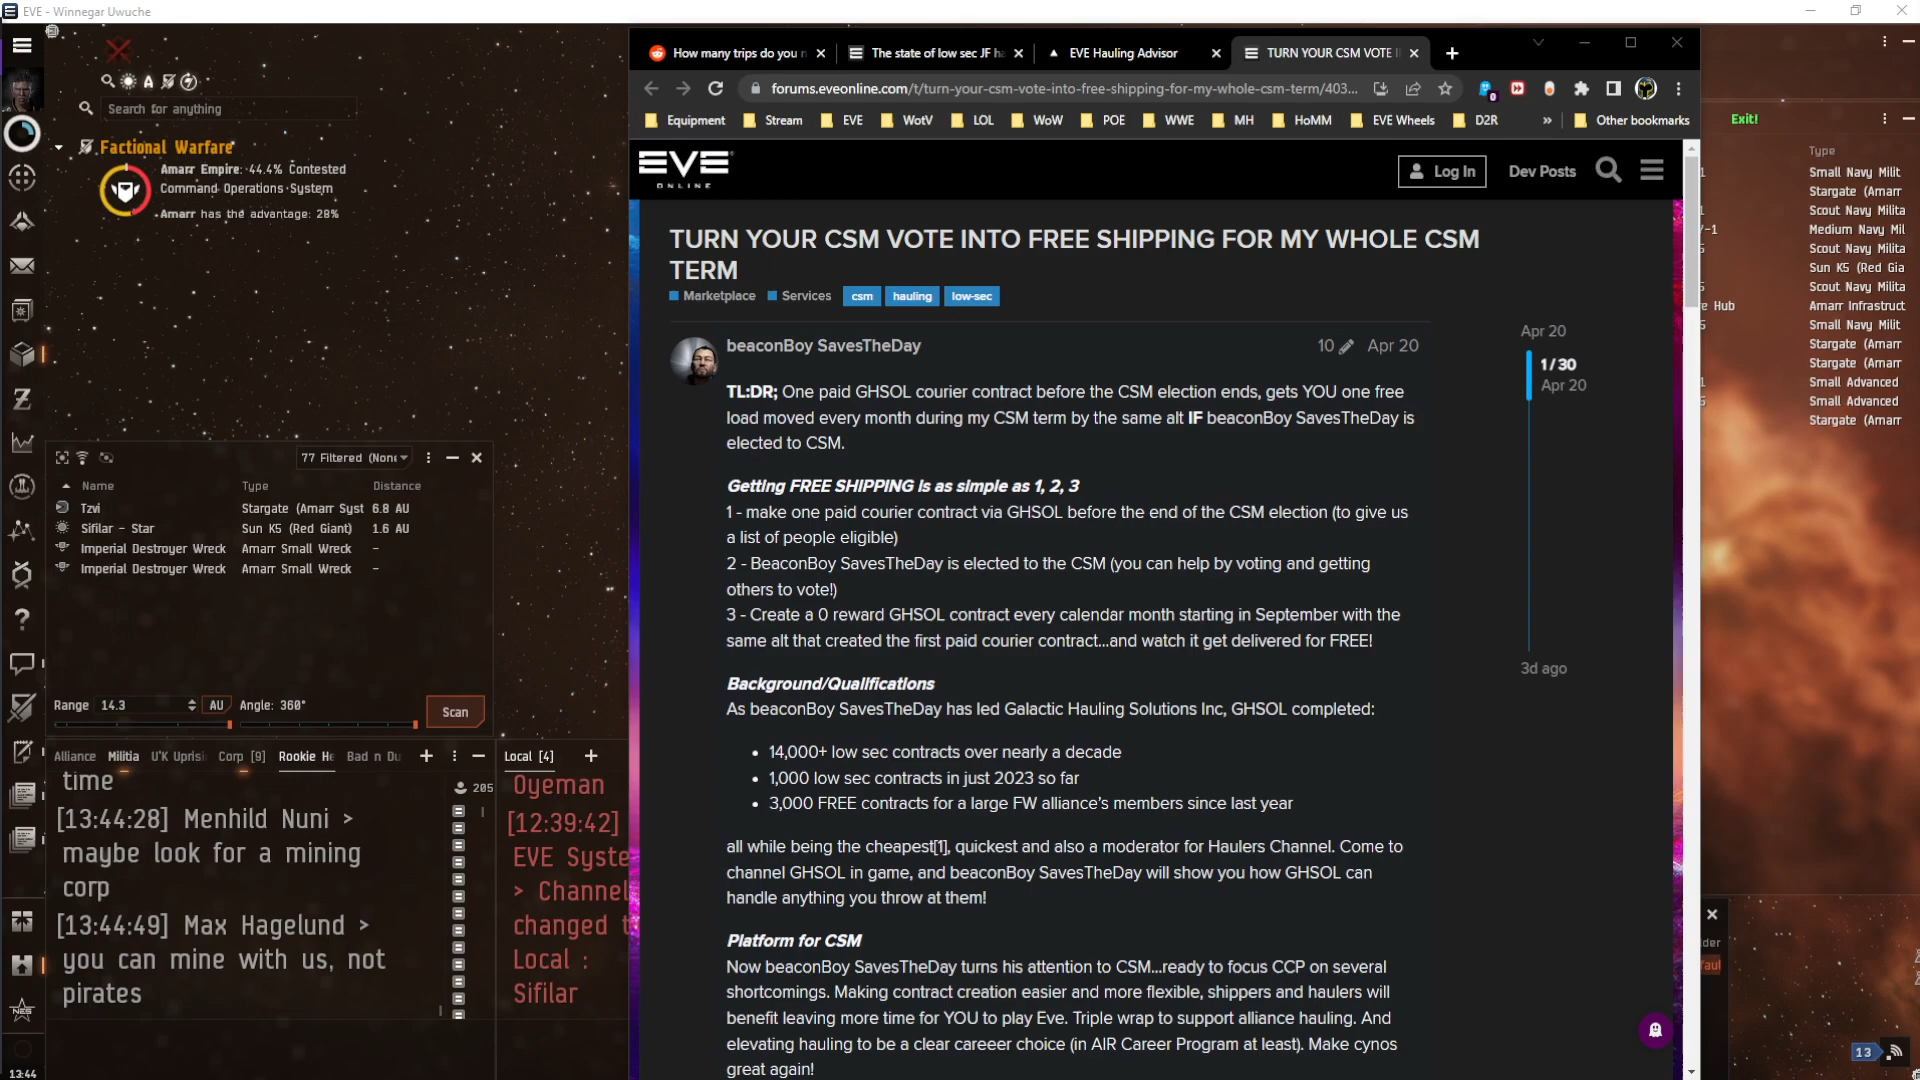 EVE - Winnegar Uwuche
Search for anything
Factional Warfare
Amarr Empire: 44.4% Contested
Command Operations System
Amarr has the advantage: 28%
77 Filtered (Non
Name Type Distance
Tzvi Stargate (Amarr Syst 6.8 AU
Sifilar - Star Sun K5 (Red Giant) 1.6 AU
Imperial Destroyer Wreck Amarr Small Wreck -
Imperial Destroyer Wreck Amarr Small Wreck -
Range 14.3 AU Angle: 360° Scan
Alliance Militia U'K Uprisi Corp [9] Rookie He Bad n Du
205
time
[13:44:28] Menhild Nuni >
maybe look for a mining
corp
[13:44:49] Max Hagelund >
you can mine with us, not
pirates
Local [4]
Oyeman
[12:39:42]
EVE Syste
> Channel
changed t
Local :
Sifilar
13:44
How many trips do you n
The state of low sec JF ha
EVE Hauling Advisor
TURN YOUR CSM VOTE I
forums.eveonline.com/t/turn-your-csm-vote-into-free-shipping-for-my-whole-csm-term/403...
0
Equipment Stream EVE WotV LOL WoW POE WWE MH HoMM EVE Wheels D2R » Other bookmarks
EVE
ONLINE
Log In
Dev Posts
TURN YOUR CSM VOTE INTO FREE SHIPPING FOR MY WHOLE CSM
TERM
Marketplace Services csm hauling low-sec
beaconBoy SavesTheDay 10 Apr 20
TL:DR; One paid GHSOL courier contract before the CSM election ends, gets YOU one free
load moved every month during my CSM term by the same alt IF beaconBoy SavesTheDay is
elected to CSM.
Getting FREE SHIPPING is as simple as 1, 2, 3
1 - make one paid courier contract via GHSOL before the end of the CSM election (to give us
a list of people eligible)
2 - BeaconBoy SavesTheDay is elected to the CSM (you can help by voting and getting
others to vote!)
3 - Create a 0 reward GHSOL contract every calendar month starting in September with the
same alt that created the first paid courier contract...and watch it get delivered for FREE!
Background/Qualifications
As beaconBoy SavesTheDay has led Galactic Hauling Solutions Inc, GHSOL completed:
• 14,000+ low sec contracts over nearly a decade
• 1,000 low sec contracts in just 2023 so far
• 3,000 FREE contracts for a large FW alliance's members since last year
all while being the cheapest[1], quickest and also a moderator for Haulers Channel. Come to
channel GHSOL in game, and beaconBoy SavesTheDay will show you how GHSOL can
handle anything you throw at them!
Platform for CSM
Now beaconBoy SavesTheDay turns his attention to CSM...ready to focus CCP on several
shortcomings. Making contract creation easier and more flexible, shippers and haulers will
benefit leaving more time for YOU to play Eve. Triple wrap to support alliance hauling. And
elevating hauling to be a clear careeer choice (in AIR Career Program at least). Make cynos
great again!
Apr 20
1 / 30
Apr 20
3d ago
Exit!
Type
Small Navy Milit
Stargate (Amarr
Scout Navy Milita
Medium Navy Mil
Scout Navy Milita
Sun K5 (Red Gia
Scout Navy Milita
e Hub Amarr Infrastruct
Small Navy Milit
Stargate (Amarr
Stargate (Amarr
Small Advanced
Small Advanced
Stargate (Amarr
lder
faul
13